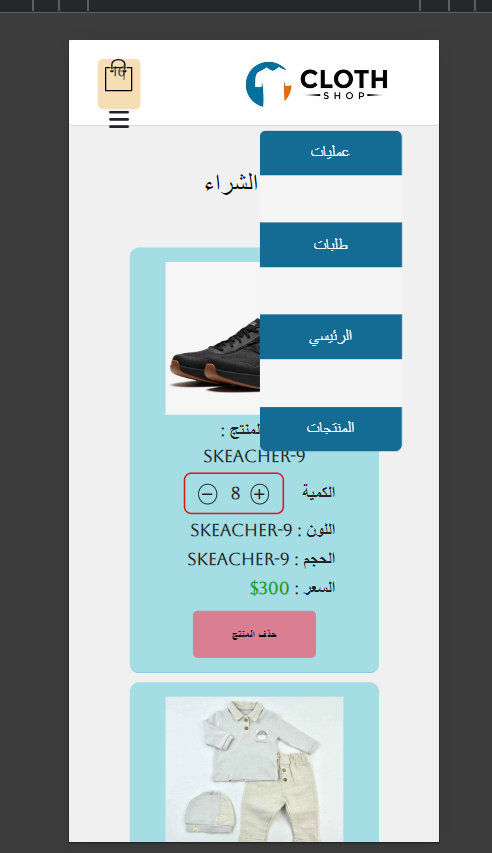 10
CLOTH
SHOP
عمليات
الشراء
طلبات
الرئيسي
المنتجات
المنتج :
SKEACHER-9
الكمية + 8 −
اللون : SKEACHER-9
الحجم : SKEACHER-9
السعر : $300
حذف المنتج